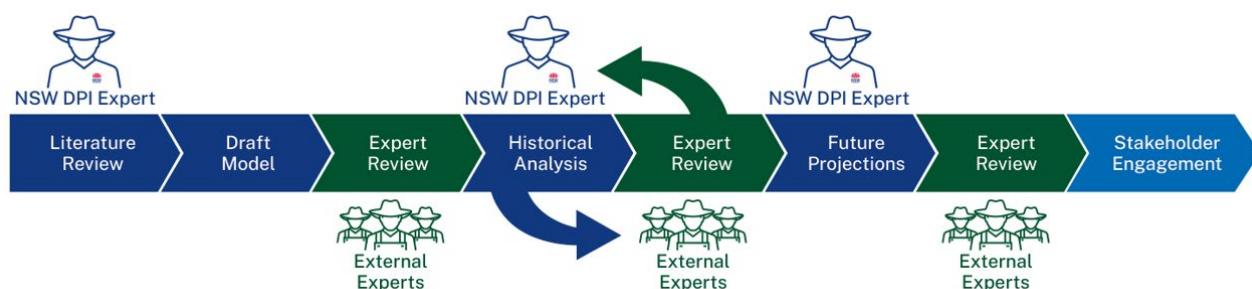 NSW DPI Expert
NSW DPI Expert
NSW DPI Expert
Literature
Review
Draft
Model
Expert
Review
Historical
Analysis
Expert
Review
Future
Projections
Expert
Review
Stakeholder
Engagement
External
Experts
External
Experts
External
Experts